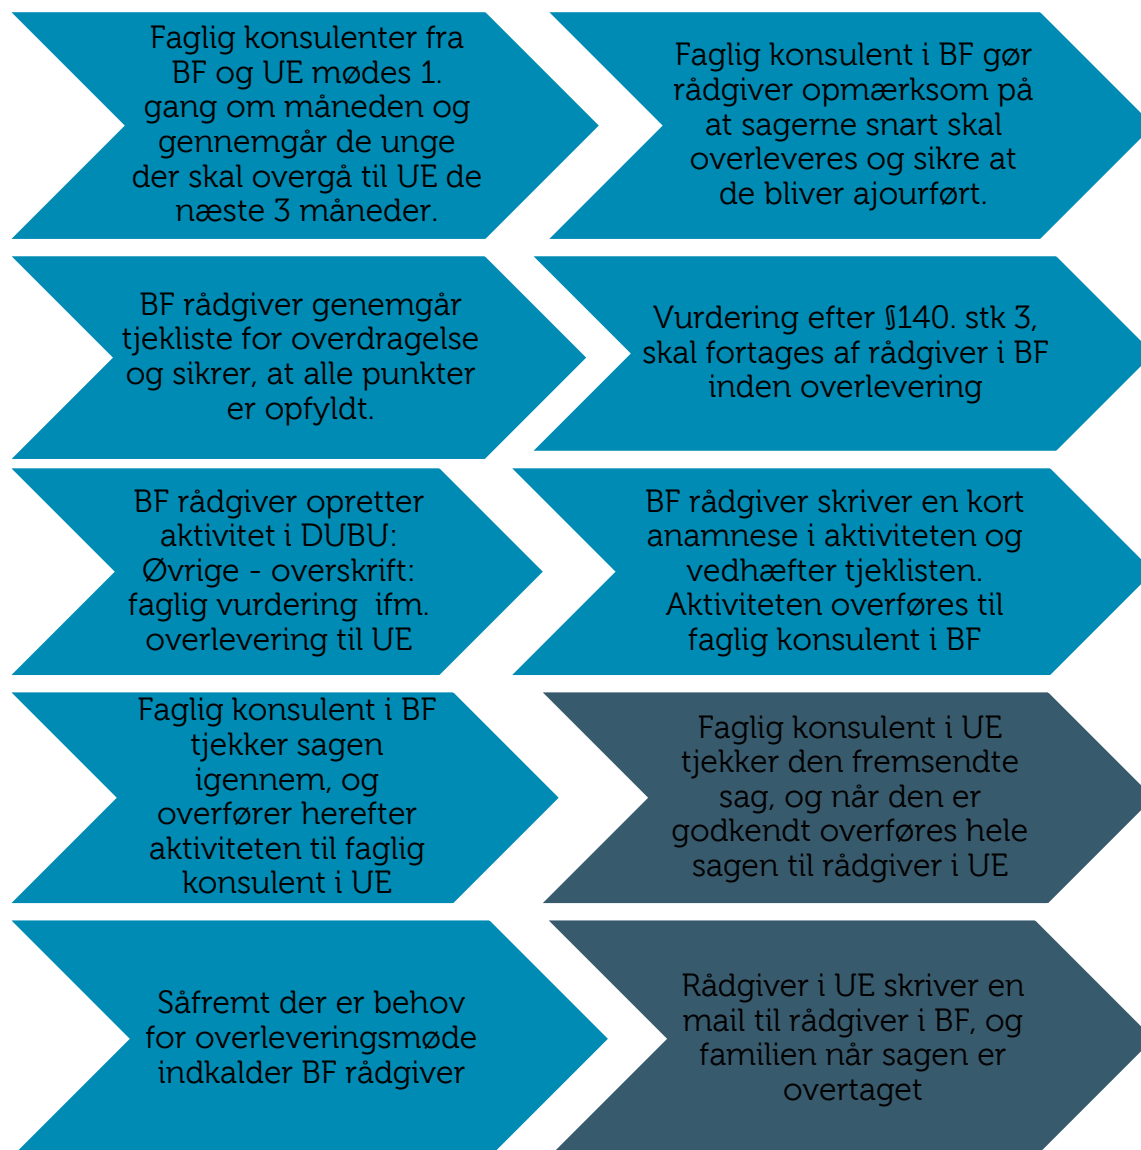 Faglig konsulenter fra
BF og UE mødes 1.
gang om måneden og
gennemgår de unge
der skal overgå til UE de
næste 3 måneder.
Faglig konsulent i BF gør
rådgiver opmærksom på
at sagerne snart skal
overleveres og sikre at
de bliver ajourført.
BF rådgiver genemgår
tjekliste for overdragelse
og sikrer, at alle punkter
er opfyldt.
Vurdering efter §140. stk 3,
skal fortages af rådgiver i BF
inden overlevering
BF rådgiver opretter
aktivitet i DUBU:
Øvrige - overskrift:
faglig vurdering ifm.
overlevering til UE
BF rådgiver skriver en kort
anamnese i aktiviteten og
vedhæfter tjeklisten.
Aktiviteten overføres til
faglig konsulent i BF
Faglig konsulent i BF
tjekker sagen
igennem, og
overfører herefter
aktiviteten til faglig
konsulent i UE
Faglig konsulent i UE
tjekker den fremsendte
sag, og når den er
godkendt overføres hele
sagen til rådgiver i UE
Såfremt der er behov
for overleveringsmøde
indkalder BF rådgiver
Rådgiver i UE skriver en
mail til rådgiver i BF, og
familien når sagen er
overtaget